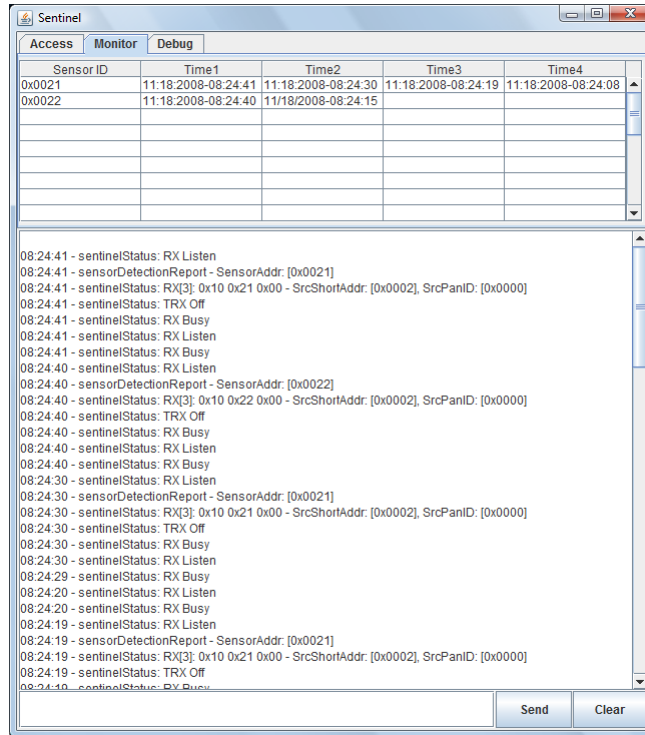 Sentinel
Access Monitor Debug
Sensor ID Time1 Time2 Time3 Time4
0x0021 11:18:2008-08:24:41 11:18:2008-08:24:30 11:18:2008-08:24:19 11:18:2008-08:24:08
0x0022 11:18:2008-08:24:40 11/18/2008-08:24:15
08:24:41 - sentinelStatus: RX Listen
08:24:41 - sensorDetectionReport - SensorAddr: [0x0021]
08:24:41 - sentinelStatus: RX[3]: 0x10 0x21 0x00 - SrcShortAddr: [0x0002], SrcPanID: [0x0000]
08:24:41 - sentinelStatus: TRX Off
08:24:41 - sentinelStatus: RX Busy
08:24:41 - sentinelStatus: RX Listen
08:24:41 - sentinelStatus: RX Busy
08:24:40 - sentinelStatus: RX Listen
08:24:40 - sensorDetectionReport - SensorAddr: [0x0022]
08:24:40 - sentinelStatus: RX[3]: 0x10 0x22 0x00 - SrcShortAddr: [0x0002], SrcPanID: [0x0000]
08:24:40 - sentinelStatus: TRX Off
08:24:40 - sentinelStatus: RX Busy
08:24:40 - sentinelStatus: RX Listen
08:24:40 - sentinelStatus: RX Busy
08:24:30 - sentinelStatus: RX Listen
08:24:30 - sensorDetectionReport - SensorAddr: [0x0021]
08:24:30 - sentinelStatus: RX[3]: 0x10 0x21 0x00 - SrcShortAddr: [0x0002], SrcPanID: [0x0000]
08:24:30 - sentinelStatus: TRX Off
08:24:30 - sentinelStatus: RX Busy
08:24:30 - sentinelStatus: RX Listen
08:24:29 - sentinelStatus: RX Busy
08:24:20 - sentinelStatus: RX Listen
08:24:20 - sentinelStatus: RX Busy
08:24:19 - sentinelStatus: RX Listen
08:24:19 - sensorDetectionReport - SensorAddr: [0x0021]
08:24:19 - sentinelStatus: RX[3]: 0x10 0x21 0x00 - SrcShortAddr: [0x0002], SrcPanID: [0x0000]
08:24:19 - sentinelStatus: TRX Off
08:24:19 - sentinelStatus: RX Busy
Send Clear